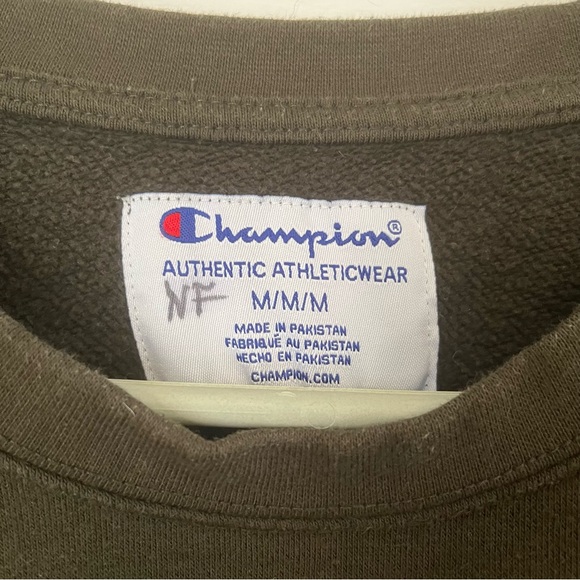 Champion®
AUTHENTIC ATHLETICWEAR
NF M/M/M
MADE IN PAKISTAN
FABRIQUÉ AU PAKISTAN
HECHO EN PAKISTAN
CHAMPION.COM